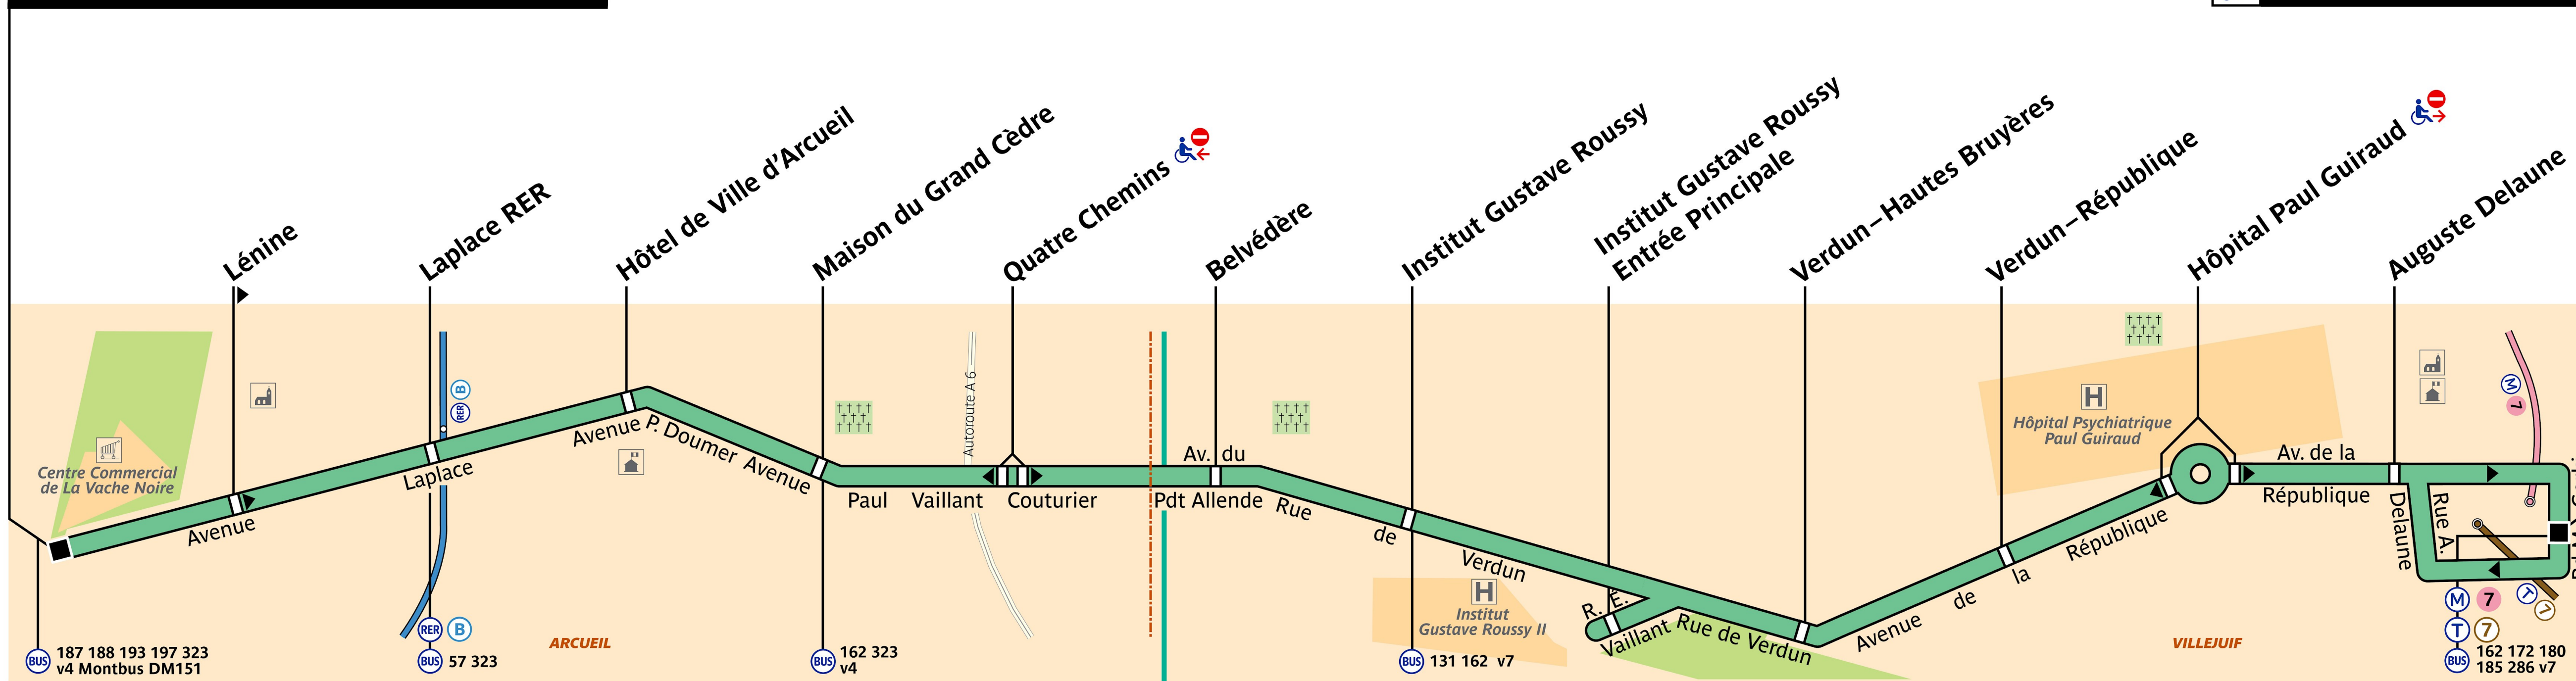 Lénine
Laplace RER
Hôtel de Ville d'Arcueil
Maison du Grand Cèdre
Quatre Chemins
Belvédère
Institut Gustave Roussy
Institut Gustave Roussy
Entrée Principale
Verdun–Hautes Bruyères
Verdun–République
Hôpital Paul Guiraud
Auguste Delaune
Centre Commercial
de La Vache Noire
Avenue
Laplace
B
RER
Avenue P. Doumer Avenue
Paul Vaillant Couturier
Autoroute A 6
Av. du
Pdt Allende
Rue
de
Verdun
H
Institut
Gustave Roussy II
R. E.
Vaillant
Rue de Verdun
Avenue
de
la
République
H
Hôpital Psychiatrique
Paul Guiraud
Av. de la
République
Delaune
Rue A.
M
7
T
7
BUS 187 188 193 197 323
v4 Montbus DM151
RER B
BUS 57 323
ARCUEIL
BUS 162 323
v4
BUS 131 162 v7
VILLEJUIF
M 7
T 7
BUS 162 172 180
185 286 v7